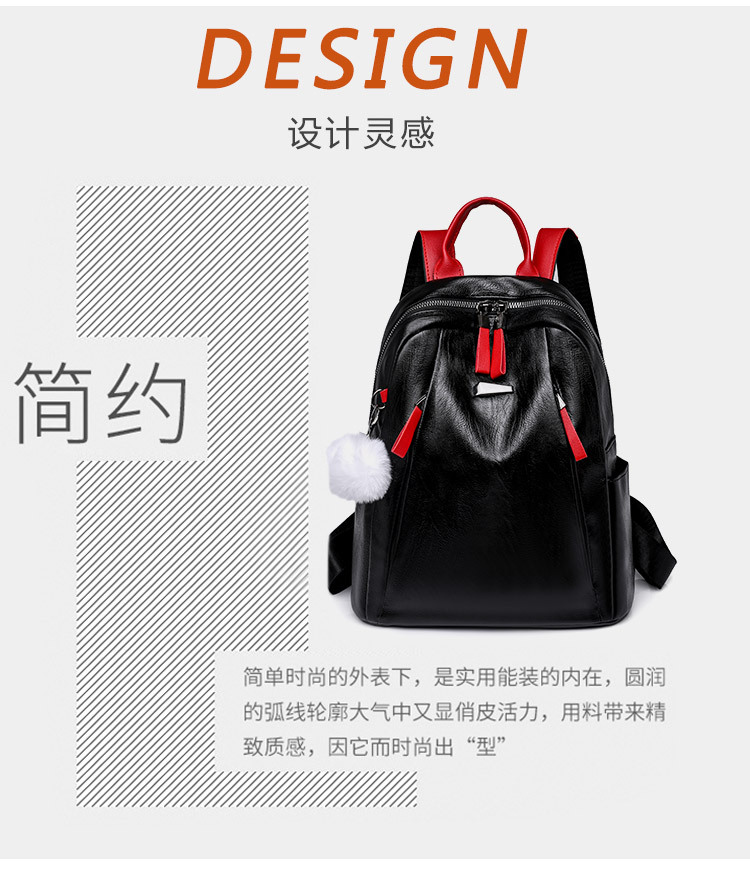 DESIGN
设计灵感
简约
简单时尚的外表下，是实用能装的内在，圆润
的弧线轮廓大气中又显俏皮活力，用料带来精
致质感，因它而时尚出“型”